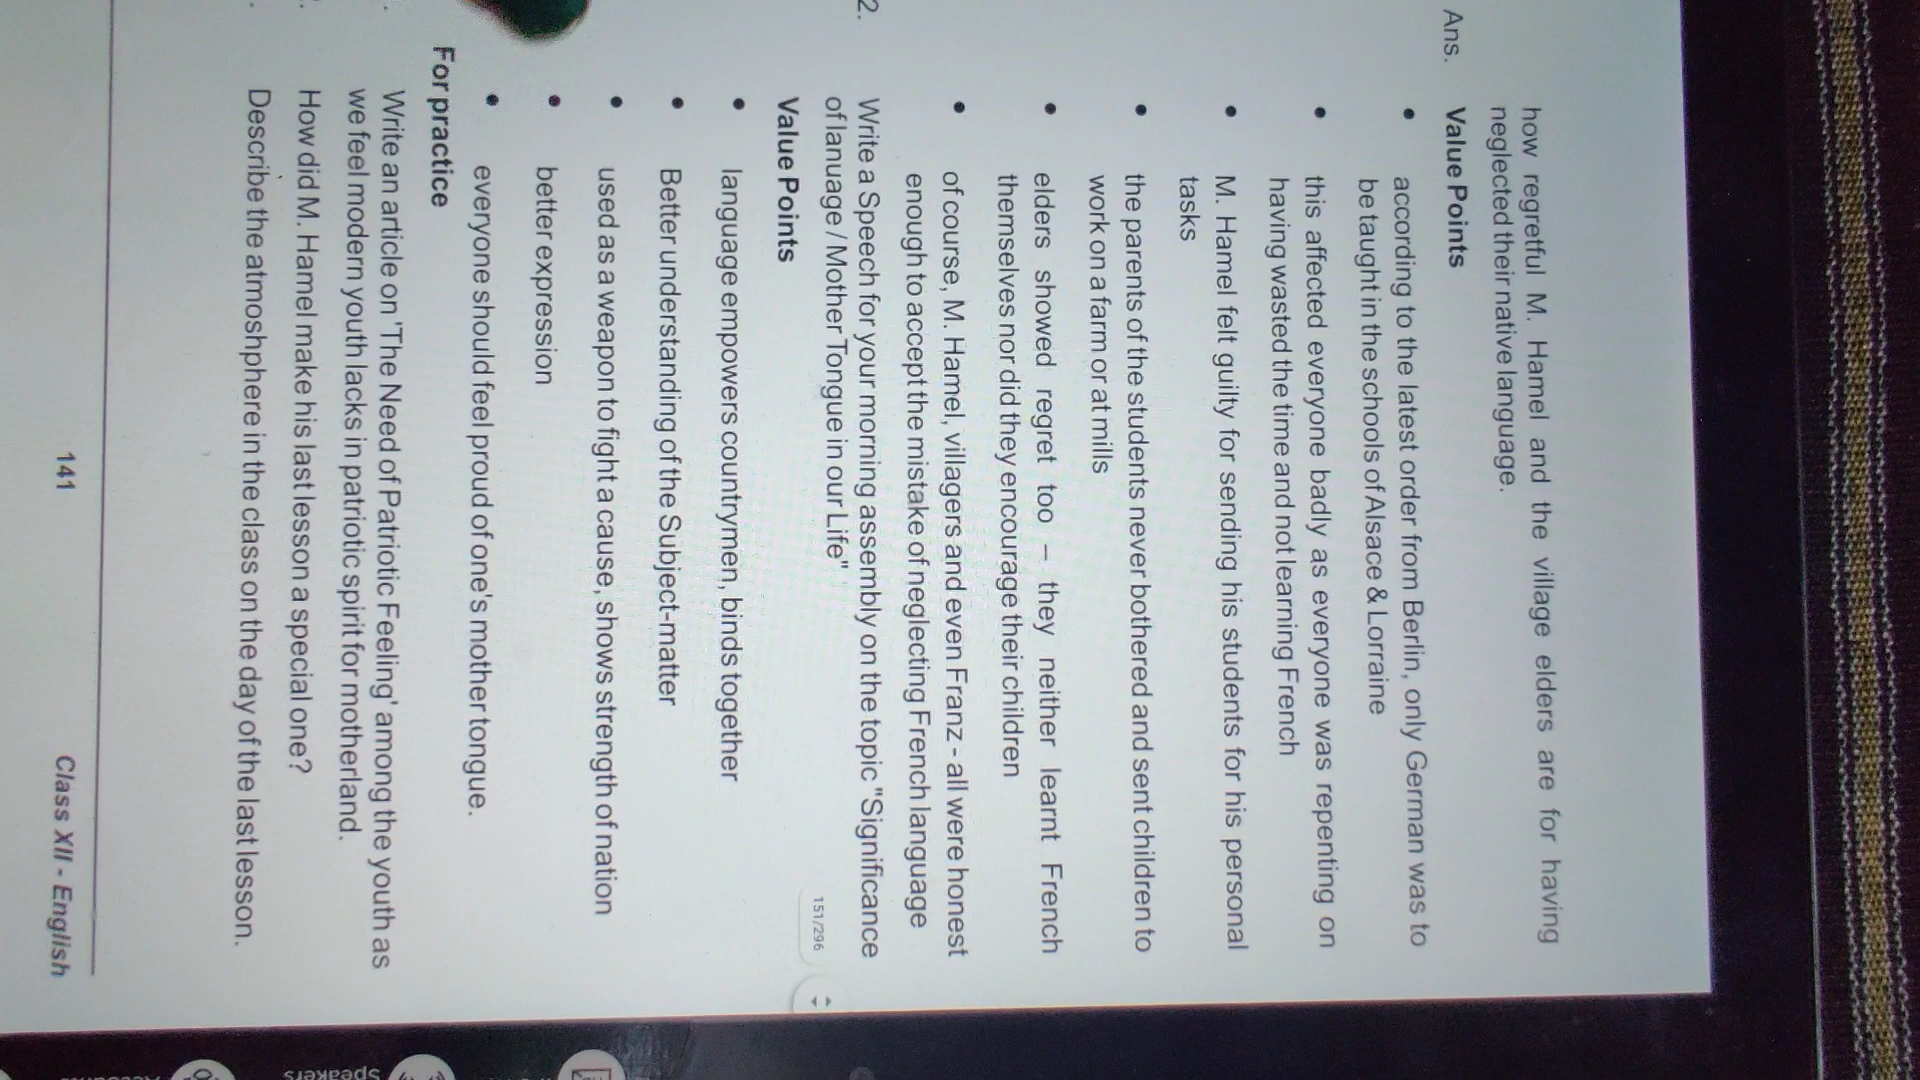 how regretful M. Hamel and the village elders are for having
neglected their native language.
Ans. Value Points
• according to the latest order from Berlin, only German was to
be taught in the schools of Alsace & Lorraine
• this affected everyone badly as everyone was repenting on
having wasted the time and not learning French
• M. Hamel felt guilty for sending his students for his personal
tasks
• the parents of the students never bothered and sent children to
work on a farm or at mills
• elders showed regret too – they neither learnt French
themselves nor did they encourage their children
• of course, M. Hamel, villagers and even Franz - all were honest
enough to accept the mistake of neglecting French language
2. Write a Speech for your morning assembly on the topic "Significance
of lanuage / Mother Tongue in our Life"
Value Points
• language empowers countrymen, binds together
• Better understanding of the Subject-matter
• used as a weapon to fight a cause, shows strength of nation
• better expression
• everyone should feel proud of one's mother tongue.
For practice
Write an article on 'The Need of Patriotic Feeling' among the youth as
we feel modern youth lacks in patriotic spirit for motherland.
How did M. Hamel make his last lesson a special one?
Describe the atmoshphere in the class on the day of the last lesson.
141
Class XII - English
151/296
Speakers